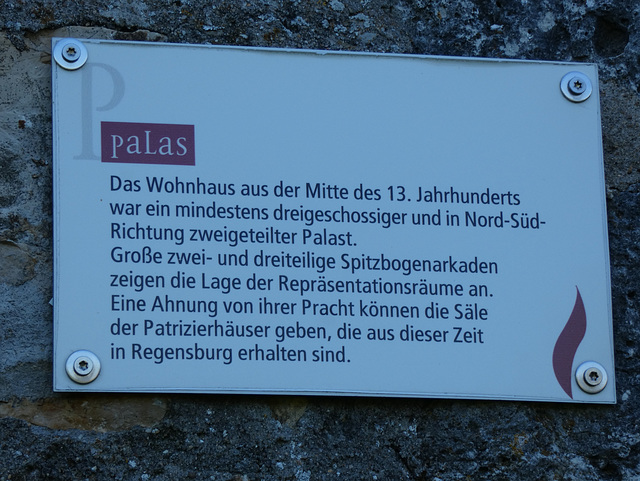 P
paLas
Das Wohnhaus aus der Mitte des 13. Jahrhunderts
war ein mindestens dreigeschossiger und in Nord-Süd-
Richtung zweigeteilter Palast.
Große zwei- und dreiteilige Spitzbogenarkaden
zeigen die Lage der Repräsentationsräume an.
Eine Ahnung von ihrer Pracht können die Säle
der Patrizierhäuser geben, die aus dieser Zeit
in Regensburg erhalten sind.